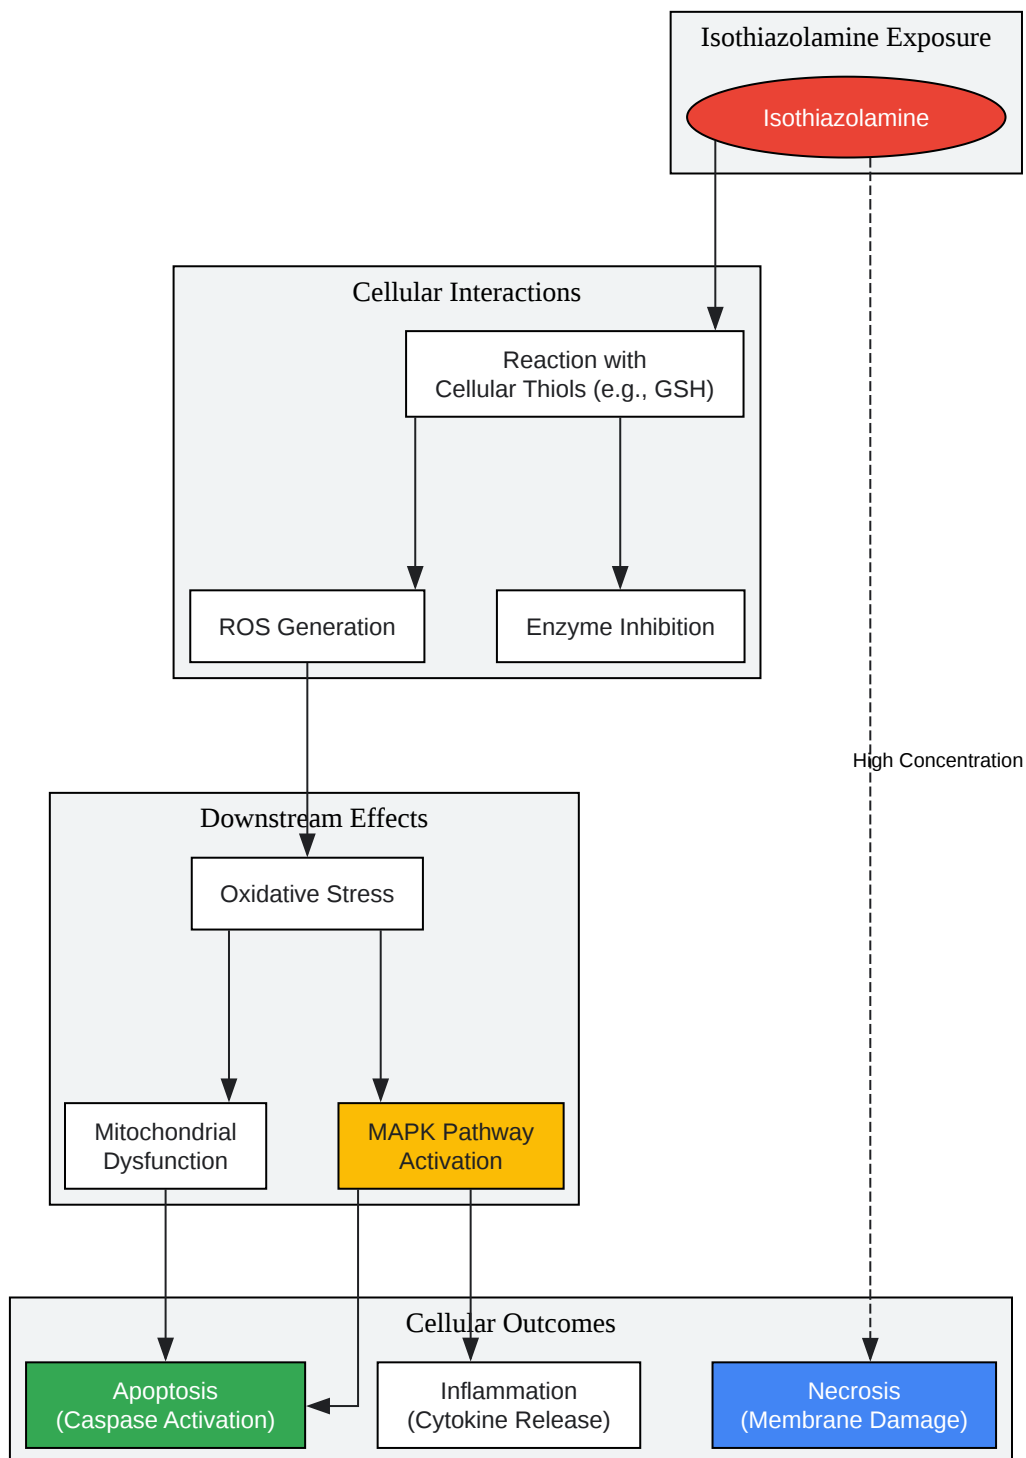 Isothiazolamine Exposure
Isothiazolamine
Cellular Interactions
Reaction with
Cellular Thiols (e.g., GSH)
ROS Generation
Enzyme Inhibition
High Concentration
Downstream Effects
Oxidative Stress
Mitochondrial
Dysfunction
MAPK Pathway
Activation
Cellular Outcomes
Apoptosis
(Caspase Activation)
Inflammation
(Cytokine Release)
Necrosis
(Membrane Damage)